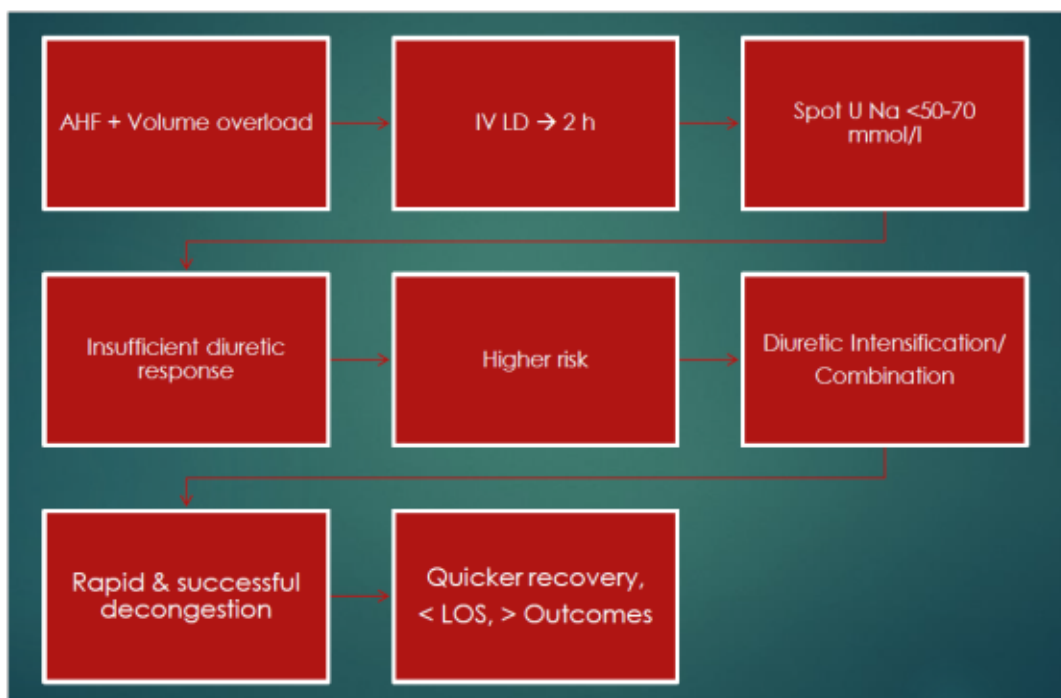 AHF + Volume overload
IV LD → 2 h
Spot U Na <50-70
mmol/l
Insufficient diuretic
response
Higher risk
Diuretic Intensification/
Combination
Rapid & successful
decongestion
Quicker recovery,
< LOS, > Outcomes